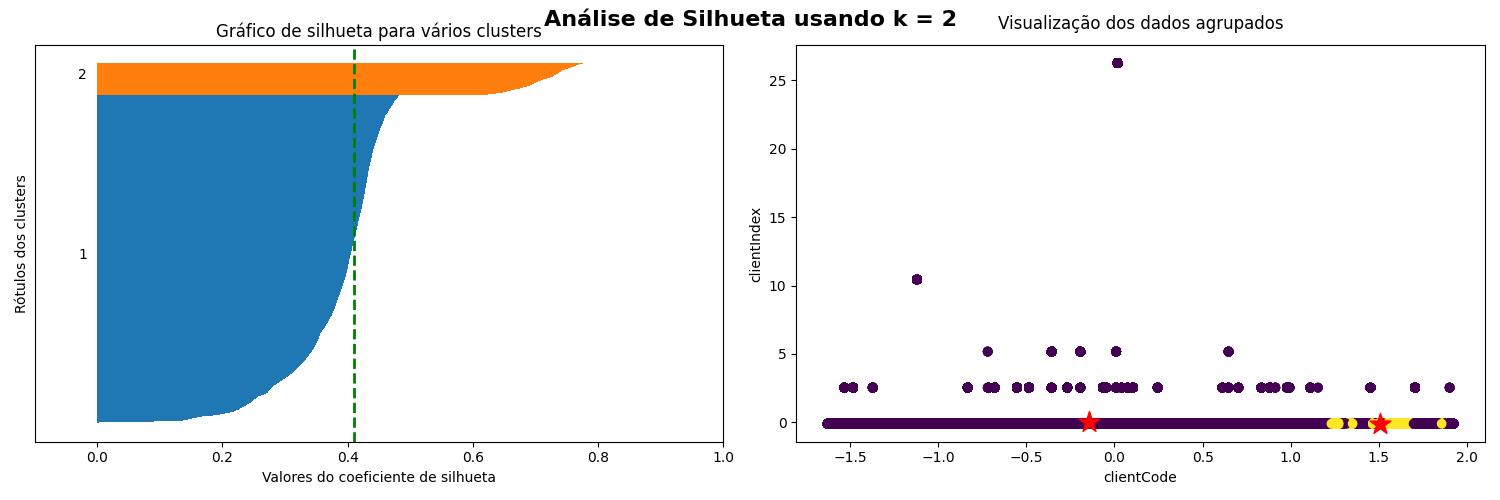 Análise de Silhueta usando k = 2
Gráfico de silhueta para vários clusters
Rótulos dos clusters
2
1
0.0 0.2 0.4 0.6 0.8 1.0
Valores do coeficiente de silhueta
Visualização dos dados agrupados
clientIndex
25
20
15
10
5
0
−1.5 −1.0 −0.5 0.0 0.5 1.0 1.5 2.0
clientCode